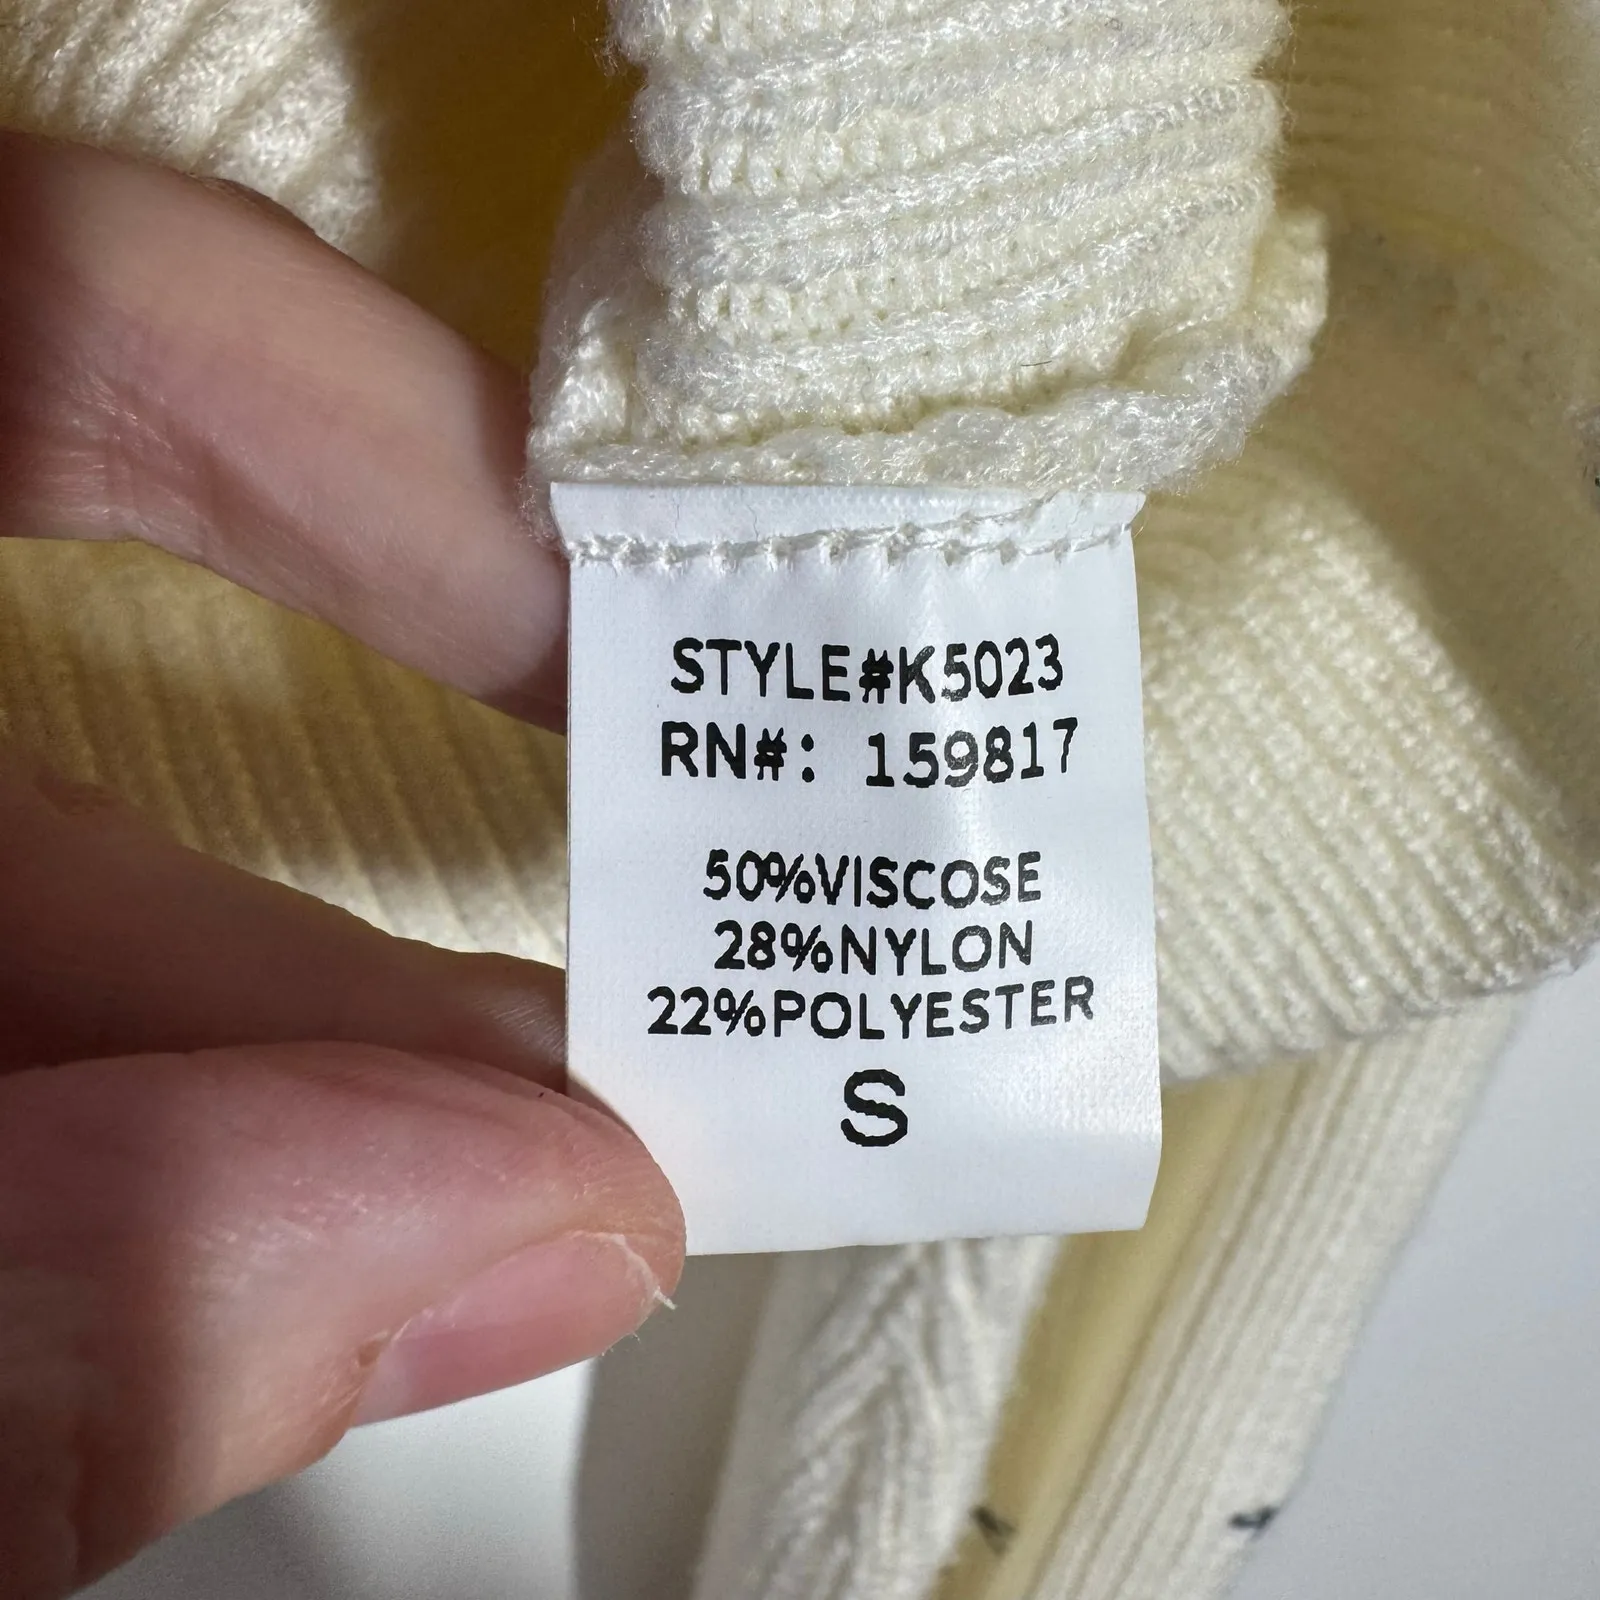 STYLE#K5023
RN#: 159817
50%VISCOSE
28%NYLON
22%POLYESTER
S